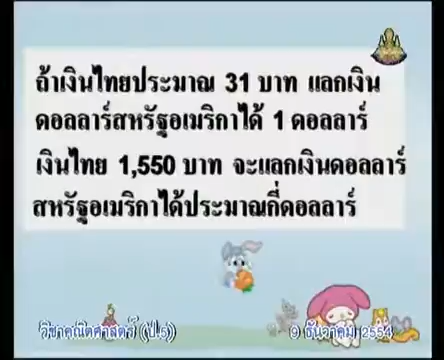 ถ้าเงินไทยประมาณ 31 บาท แลกเงิน
ดอลลาร์สหรัฐอเมริกาได้ 1 ดอลลาร์
เงินไทย 1,550 บาท จะแลกเงินดอลลาร์
สหรัฐอเมริกาได้ประมาณกี่ดอลลาร์
วิชาคณิตศาสตร์ (ป.5)
9 ธันวาคม 2554